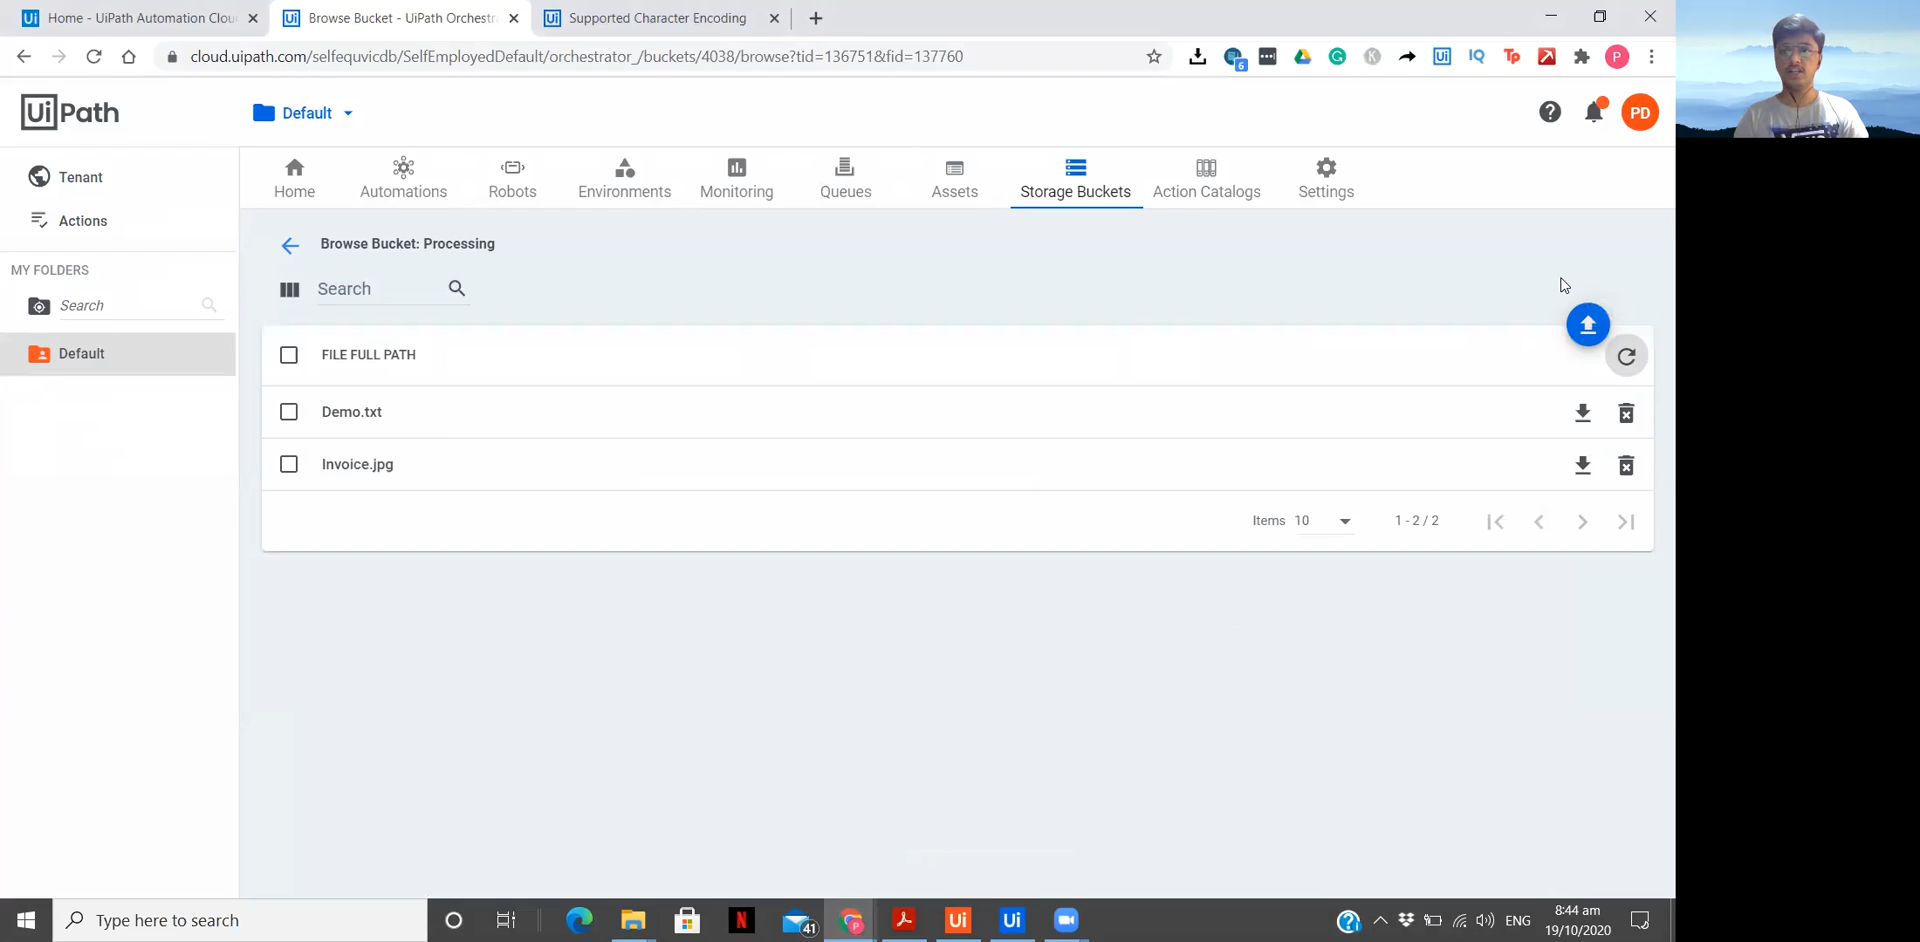 Home - UiPath Automation Clou
Browse Bucket - UiPath Orchestr
Supported Character Encoding
cloud.uipath.com/selfequvicdb/SelfEmployedDefault/orchestrator_/buckets/4038/browse?tid=136751&fid=137760
UiPath
Default
PD
Tenant
Actions
MY FOLDERS
Search
Default
Home
Automations
Robots
Environments
Monitoring
Queues
Assets
Storage Buckets
Action Catalogs
Settings
Browse Bucket: Processing
Search
FILE FULL PATH
Demo.txt
Invoice.jpg
Items 10
1 - 2 / 2
Type here to search
41
ENG
8:44 am
19/10/2020